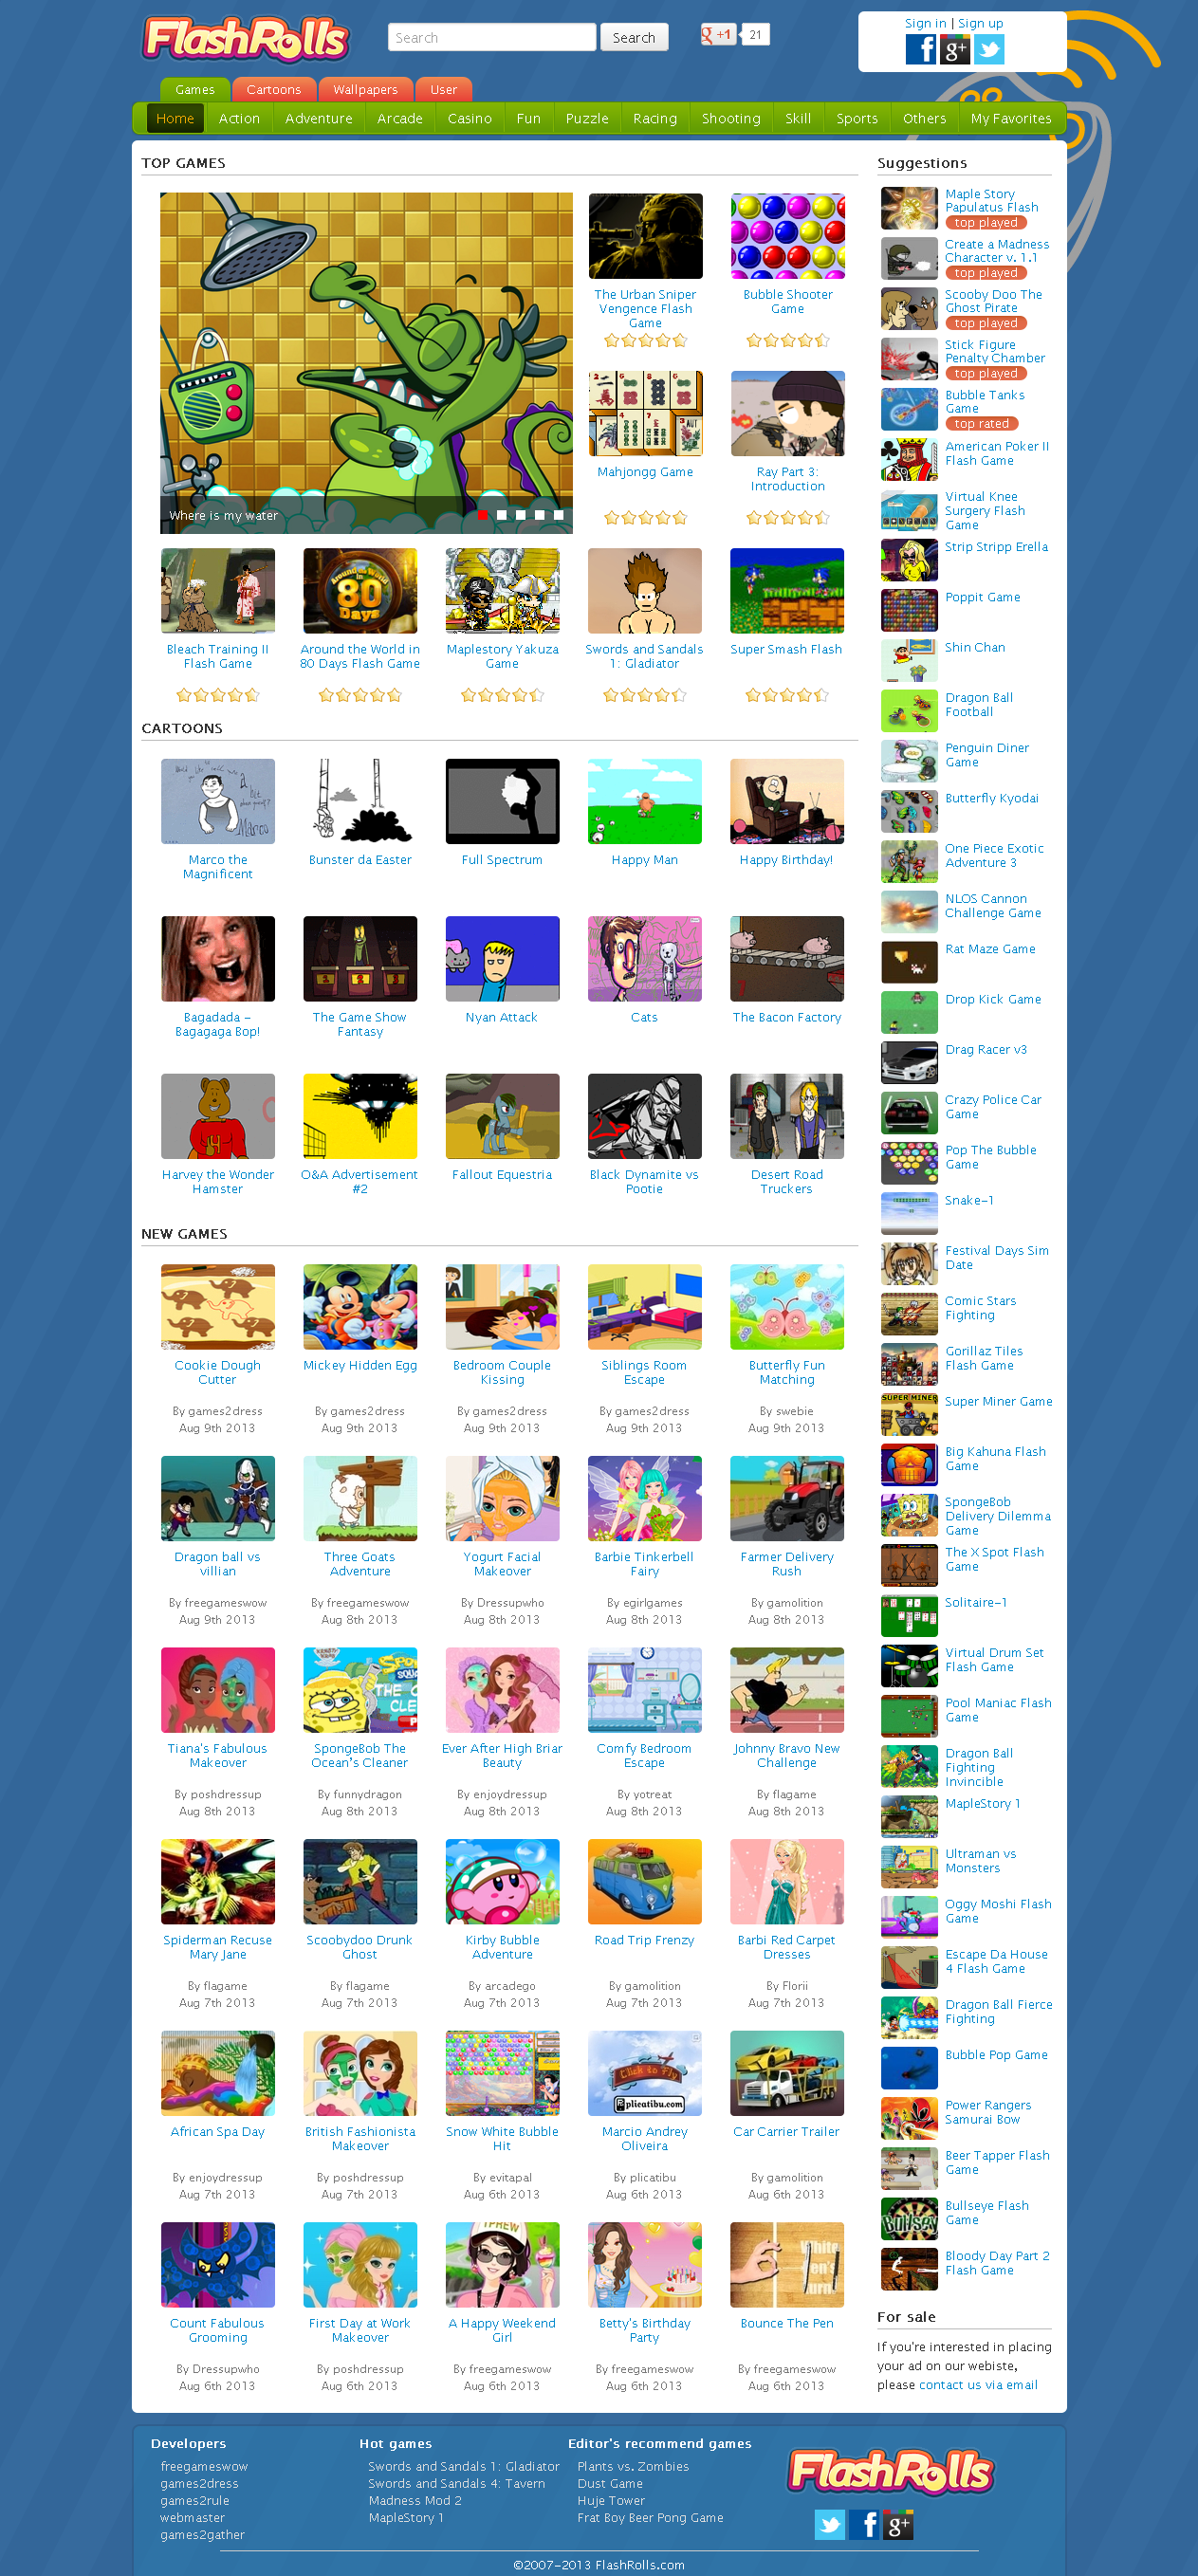 FlashRolls
Search
Search
g +1
21
Sign in | Sign up
Games
Cartoons
Wallpapers
User
Home
Action
Adventure
Arcade
Casino
Fun
Puzzle
Racing
Shooting
Skill
Sports
Others
My Favorites
TOP GAMES
Where is my water
The Urban Sniper
Vengence Flash
Game
Bubble Shooter
Game
Mahjongg Game
Ray Part 3:
Introduction
Around the World
in
80
Days
Bleach Training II
Flash Game
Around the World in
80 Days Flash Game
Maplestory Yakuza
Game
Swords and Sandals
1: Gladiator
Super Smash Flash
CARTOONS
Marco
Marco the
Magnificent
Bunster da Easter
Full Spectrum
Happy Man
Happy Birthday!
Bagadada -
Bagagaga Bop!
The Game Show
Fantasy
Nyan Attack
Cats
The Bacon Factory
Harvey the Wonder
Hamster
Q&A Advertisement
#2
Fallout Equestria
Black Dynamite vs
Pootie
Desert Road
Truckers
NEW GAMES
Cookie Dough
Cutter
By games2dress
Aug 9th 2013
Mickey Hidden Egg
By games2dress
Aug 9th 2013
Bedroom Couple
Kissing
By games2dress
Aug 9th 2013
Siblings Room
Escape
By games2dress
Aug 9th 2013
Butterfly Fun
Matching
By swebie
Aug 9th 2013
Dragon ball vs
villian
By freegameswow
Aug 9th 2013
Three Goats
Adventure
By freegameswow
Aug 8th 2013
Yogurt Facial
Makeover
By Dressupwho
Aug 8th 2013
Barbie Tinkerbell
Fairy
By egirlgames
Aug 8th 2013
Farmer Delivery
Rush
By gamolition
Aug 8th 2013
Tiana's Fabulous
Makeover
By poshdressup
Aug 8th 2013
SpongeBob The
Ocean's Cleaner
By funnydragon
Aug 8th 2013
Ever After High Briar
Beauty
By enjoydressup
Aug 8th 2013
Comfy Bedroom
Escape
By yotreat
Aug 8th 2013
Johnny Bravo New
Challenge
By flagame
Aug 8th 2013
Spiderman Recuse
Mary Jane
By flagame
Aug 7th 2013
Scoobydoo Drunk
Ghost
By flagame
Aug 7th 2013
Kirby Bubble
Adventure
By arcadego
Aug 7th 2013
Road Trip Frenzy
By gamolition
Aug 7th 2013
Barbi Red Carpet
Dresses
By Florii
Aug 7th 2013
Click to Fly
plicatibu.com
African Spa Day
By enjoydressup
Aug 7th 2013
British Fashionista
Makeover
By poshdressup
Aug 7th 2013
Snow White Bubble
Hit
By evitapal
Aug 6th 2013
Marcio Andrey
Oliveira
By plicatibu
Aug 6th 2013
Car Carrier Trailer
By gamolition
Aug 6th 2013
Count Fabulous
Grooming
By Dressupwho
Aug 6th 2013
First Day at Work
Makeover
By poshdressup
Aug 6th 2013
A Happy Weekend
Girl
By freegameswow
Aug 6th 2013
Betty's Birthday
Party
By freegameswow
Aug 6th 2013
Bounce The Pen
By freegameswow
Aug 6th 2013
Suggestions
Maple Story
Papulatus Flash
top played
Create a Madness
Character v. 1.1
top played
Scooby Doo The
Ghost Pirate
top played
Stick Figure
Penalty Chamber
top played
Bubble Tanks
Game
top rated
American Poker II
Flash Game
Virtual Knee
Surgery Flash
Game
Strip Stripp Erella
Poppit Game
Shin Chan
Dragon Ball
Football
Penguin Diner
Game
Butterfly Kyodai
One Piece Exotic
Adventure 3
NLOS Cannon
Challenge Game
Rat Maze Game
Drop Kick Game
Drag Racer v3
Crazy Police Car
Game
Pop The Bubble
Game
Snake-1
Festival Days Sim
Date
Comic Stars
Fighting
Gorillaz Tiles
Flash Game
SUPER MINER
Super Miner Game
Big Kahuna Flash
Game
SpongeBob
Delivery Dilemma
Game
The X Spot Flash
Game
Solitaire-1
Virtual Drum Set
Flash Game
Pool Maniac Flash
Game
Dragon Ball
Fighting
Invincible
MapleStory 1
Ultraman vs
Monsters
Oggy Moshi Flash
Game
Escape Da House
4 Flash Game
Dragon Ball Fierce
Fighting
Bubble Pop Game
Power Rangers
Samurai Bow
Beer Tapper Flash
Game
Bullseye Flash
Game
Bloody Day Part 2
Flash Game
For sale
If you're interested in placing
your ad on our webiste,
please contact us via email
Developers
freegameswow
games2dress
games2rule
webmaster
games2gather
Hot games
Swords and Sandals 1: Gladiator
Swords and Sandals 4: Tavern
Madness Mod 2
MapleStory 1
Editor's recommend games
Plants vs. Zombies
Dust Game
Huje Tower
Frat Boy Beer Pong Game
FlashRolls
©2007-2013 FlashRolls.com